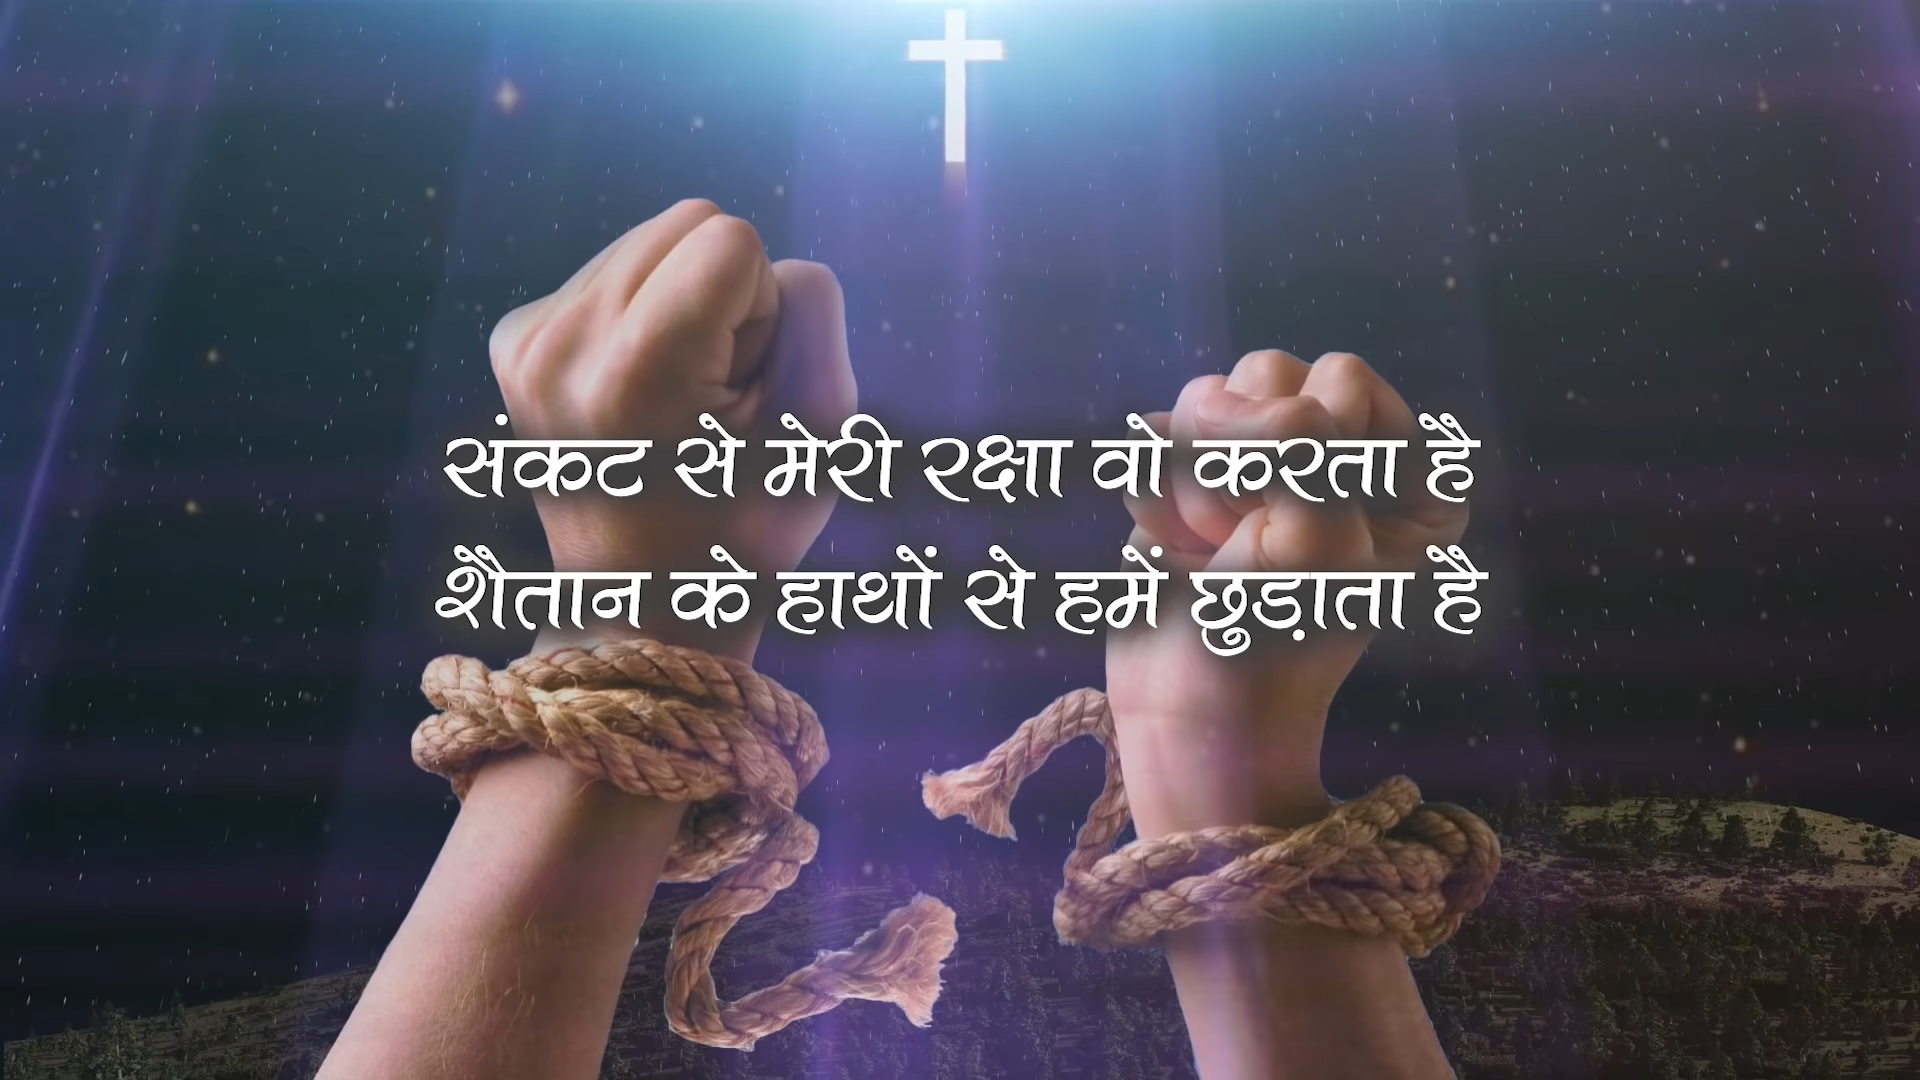 संकट से मेरी रक्षा वो करता है
शैतान के हाथों से हमें छुड़ाता है